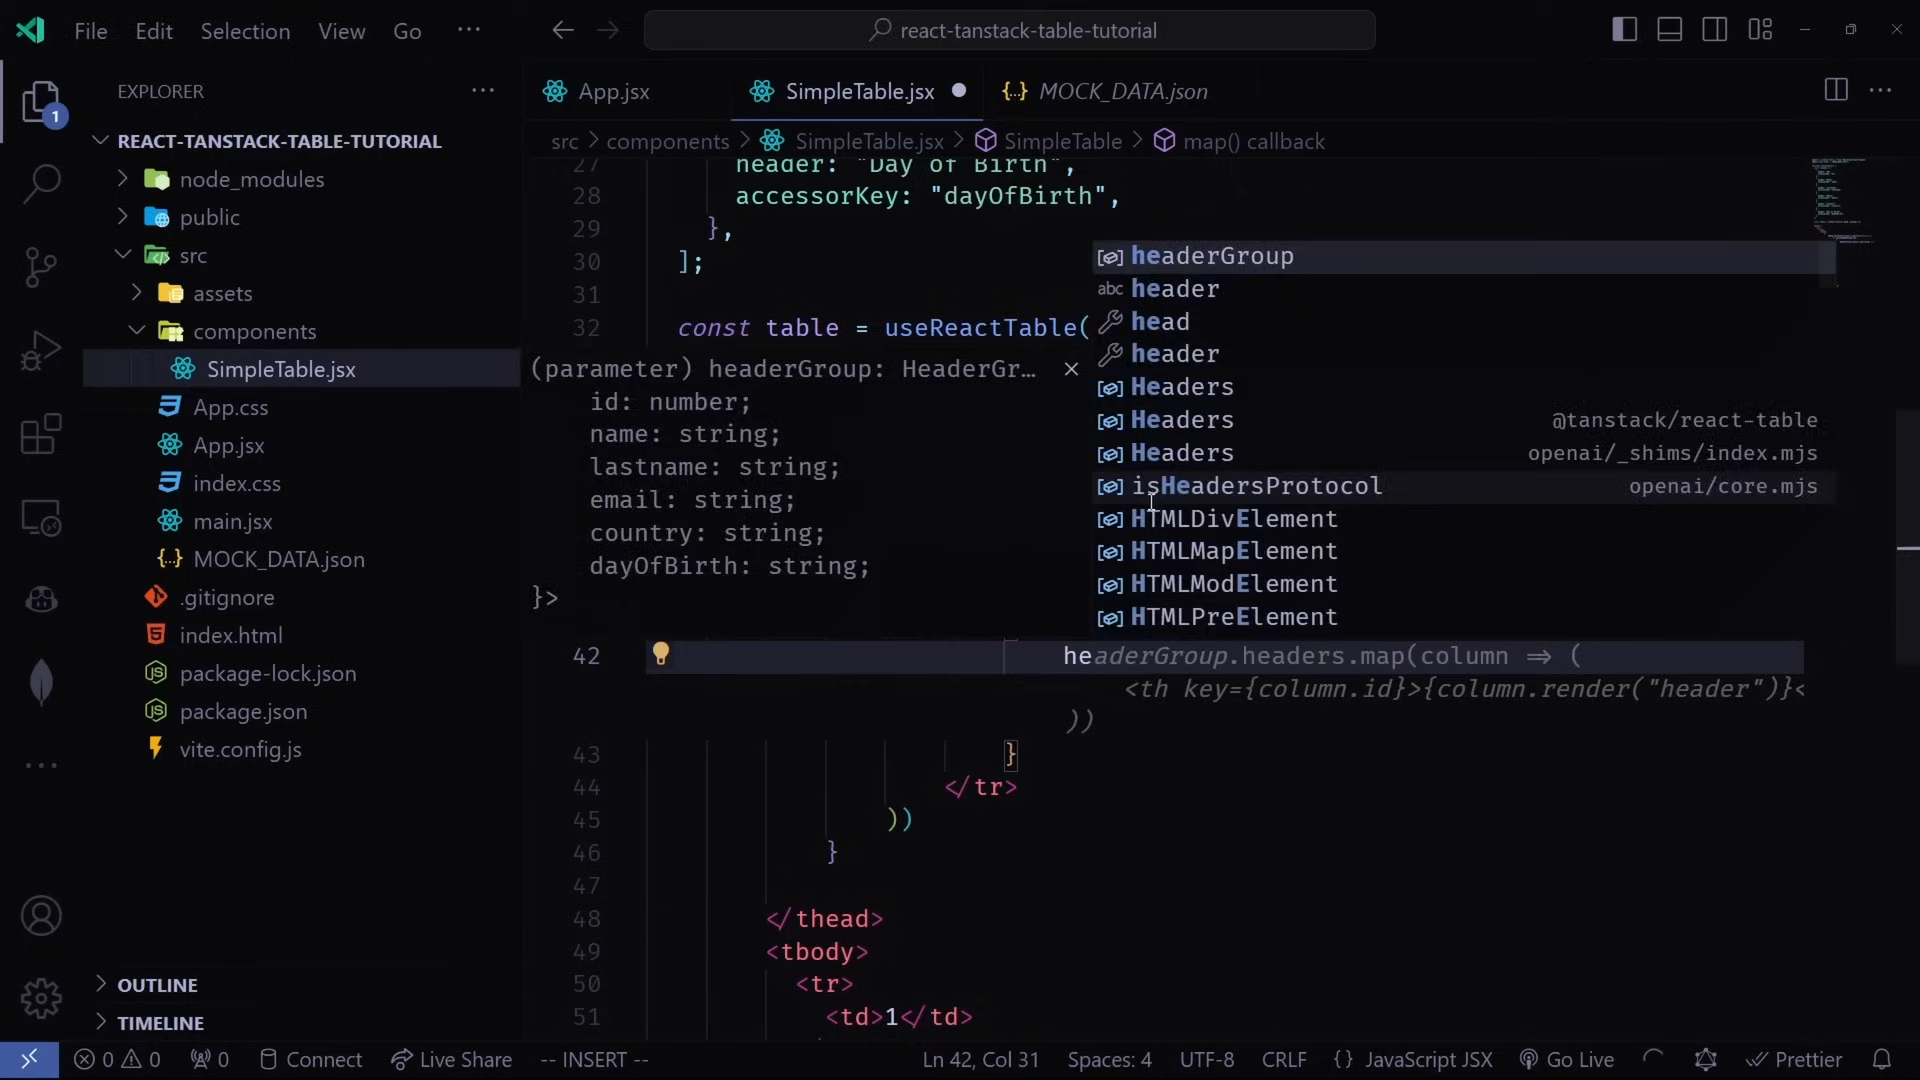 File Edit Selection View Go ···
react-tanstack-table-tutorial
EXPLORER ···
1
REACT-TANSTACK-TABLE-TUTORIAL
node_modules
public
src
assets
components
SimpleTable.jsx
App.css
App.jsx
index.css
main.jsx
MOCK_DATA.json
.gitignore
index.html
package-lock.json
package.json
vite.config.js
OUTLINE
TIMELINE
App.jsx SimpleTable.jsx MOCK_DATA.json
src > components > SimpleTable.jsx > SimpleTable > map() callback
27 header: "Day of Birth",
28 accessorKey: "dayOfBirth",
29 },
30 ];
31
32 const table = useReactTable(
(parameter) headerGroup: HeaderGr…
id: number;
name: string;
lastname: string;
email: string;
country: string;
dayOfBirth: string;
}>
headerGroup
header
head
header
Headers
Headers @tanstack/react-table
Headers openai/_shims/index.mjs
isHeadersProtocol openai/core.mjs
HTMLDivElement
HTMLMapElement
HTMLModElement
HTMLPreElement
42 headerGroup.headers.map(column => (
<th key={column.id}>{column.render("header")}<
))
43 }
44 </tr>
45 ))
46 }
47
48 </thead>
49 <tbody>
50 <tr>
51 <td>1</td>
0 0 0 Connect Live Share -- INSERT -- Ln 42, Col 31 Spaces: 4 UTF-8 CRLF {} JavaScript JSX Go Live Prettier